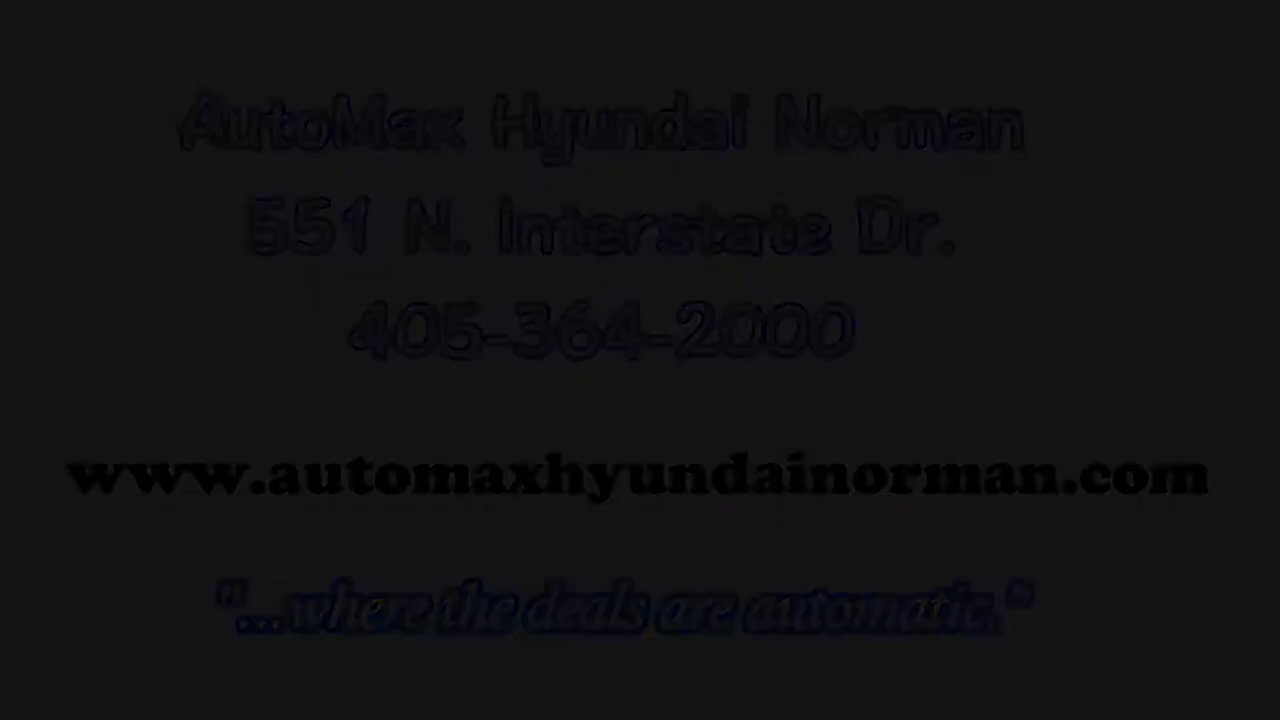 AutoMax Hyundai Norman
551 N. Interstate Dr.
405-364-2000
www.automaxhyundainorman.com
"...where the deals are automatic."